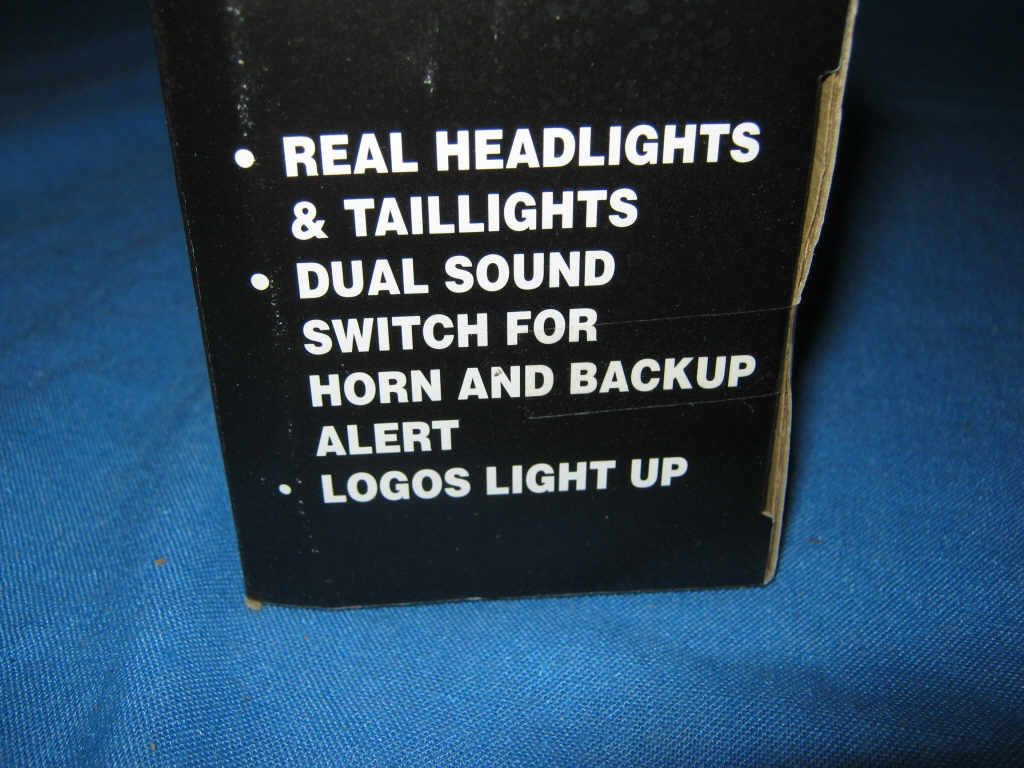 • REAL HEADLIGHTS
& TAILLIGHTS
• DUAL SOUND
SWITCH FOR
HORN AND BACKUP
ALERT
• LOGOS LIGHT UP